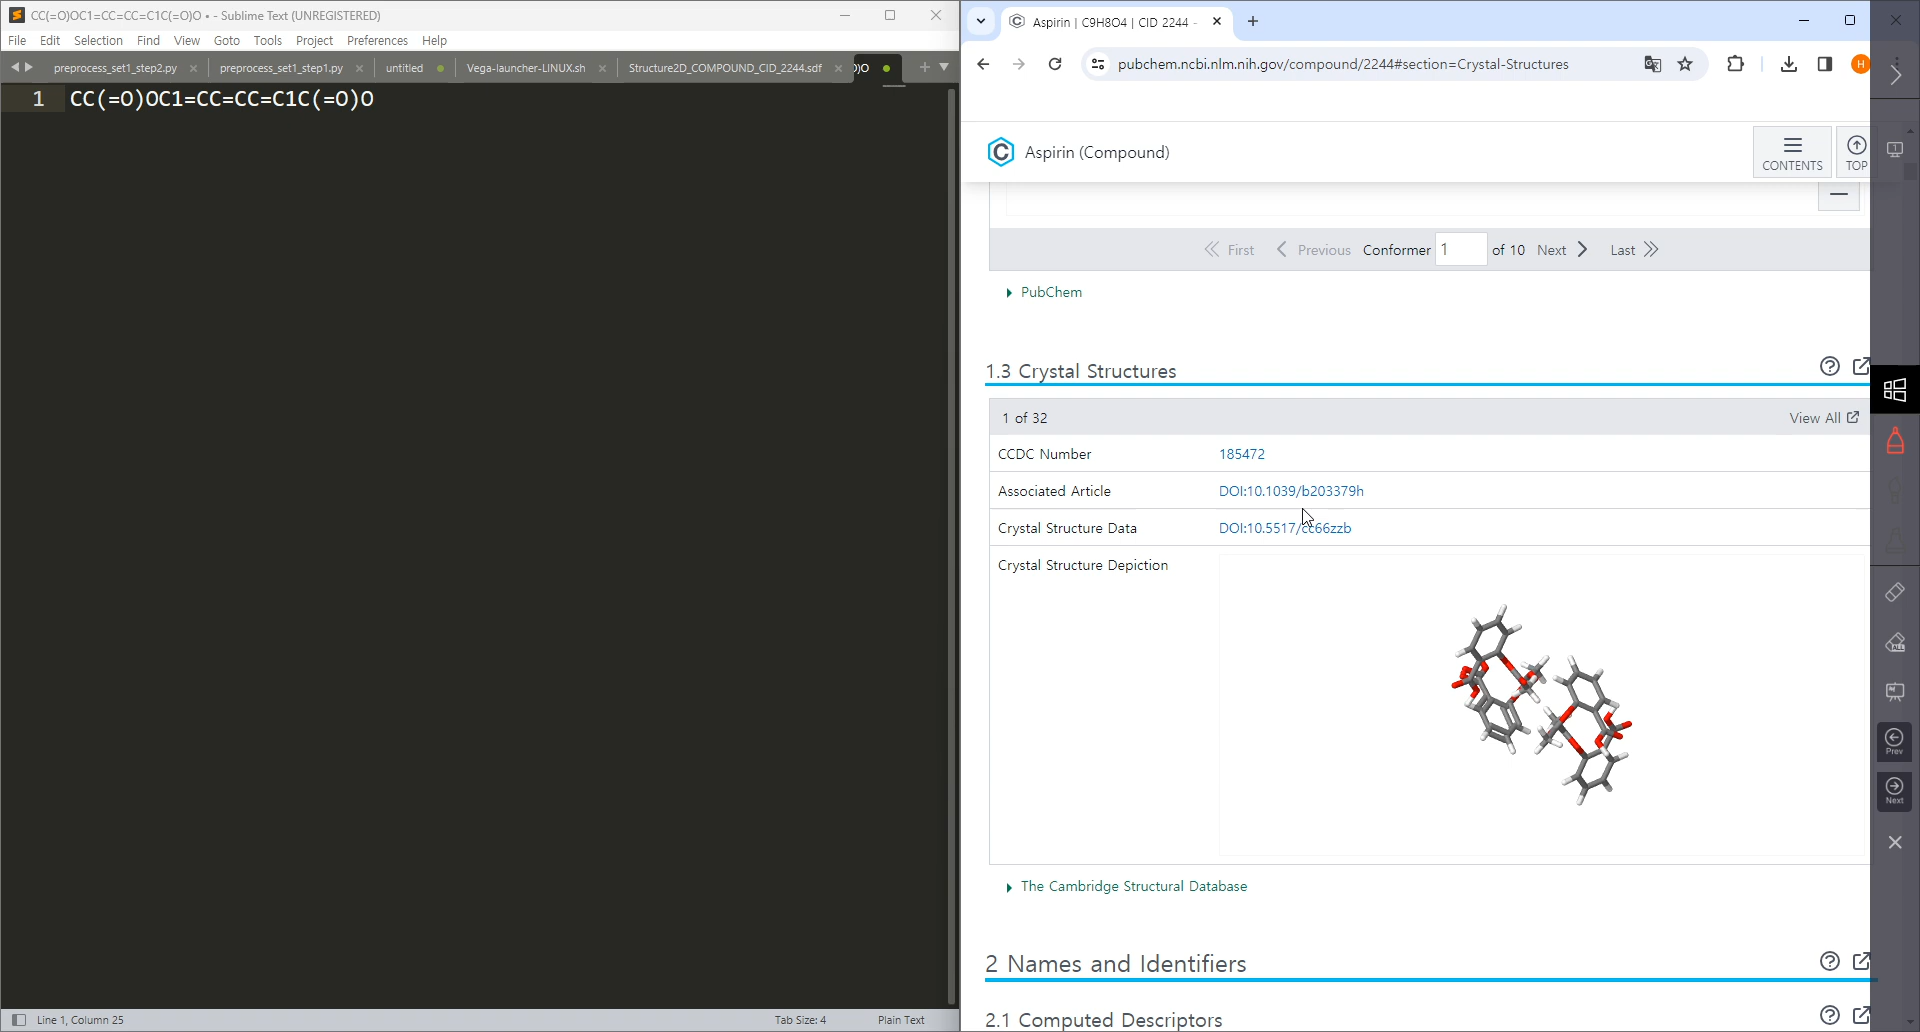 CC(=O)OC1=CC=CC=C1C(=O)O • - Sublime Text (UNREGISTERED)
File Edit Selection Find View Goto Tools Project Preferences Help
preprocess_set1_step2.py preprocess_set1_step1.py untitled Vega-launcher-LINUX.sh Structure2D_COMPOUND_CID_2244.sdf )O
1 CC(=O)OC1=CC=CC=C1C(=O)O
Line 1, Column 25
Tab Size: 4 Plain Text
Aspirin | C9H8O4 | CID 2244 -
pubchem.ncbi.nlm.nih.gov/compound/2244#section=Crystal-Structures
H
Aspirin (Compound)
CONTENTS
TOP
First Previous Conformer 1 of 10 Next Last
PubChem
1.3 Crystal Structures
1 of 32 View All
CCDC Number 185472
Associated Article DOI:10.1039/b203379h
Crystal Structure Data DOI:10.5517/cc66zzb
Crystal Structure Depiction
The Cambridge Structural Database
2 Names and Identifiers
2.1 Computed Descriptors
1
ALL
Prev
Next